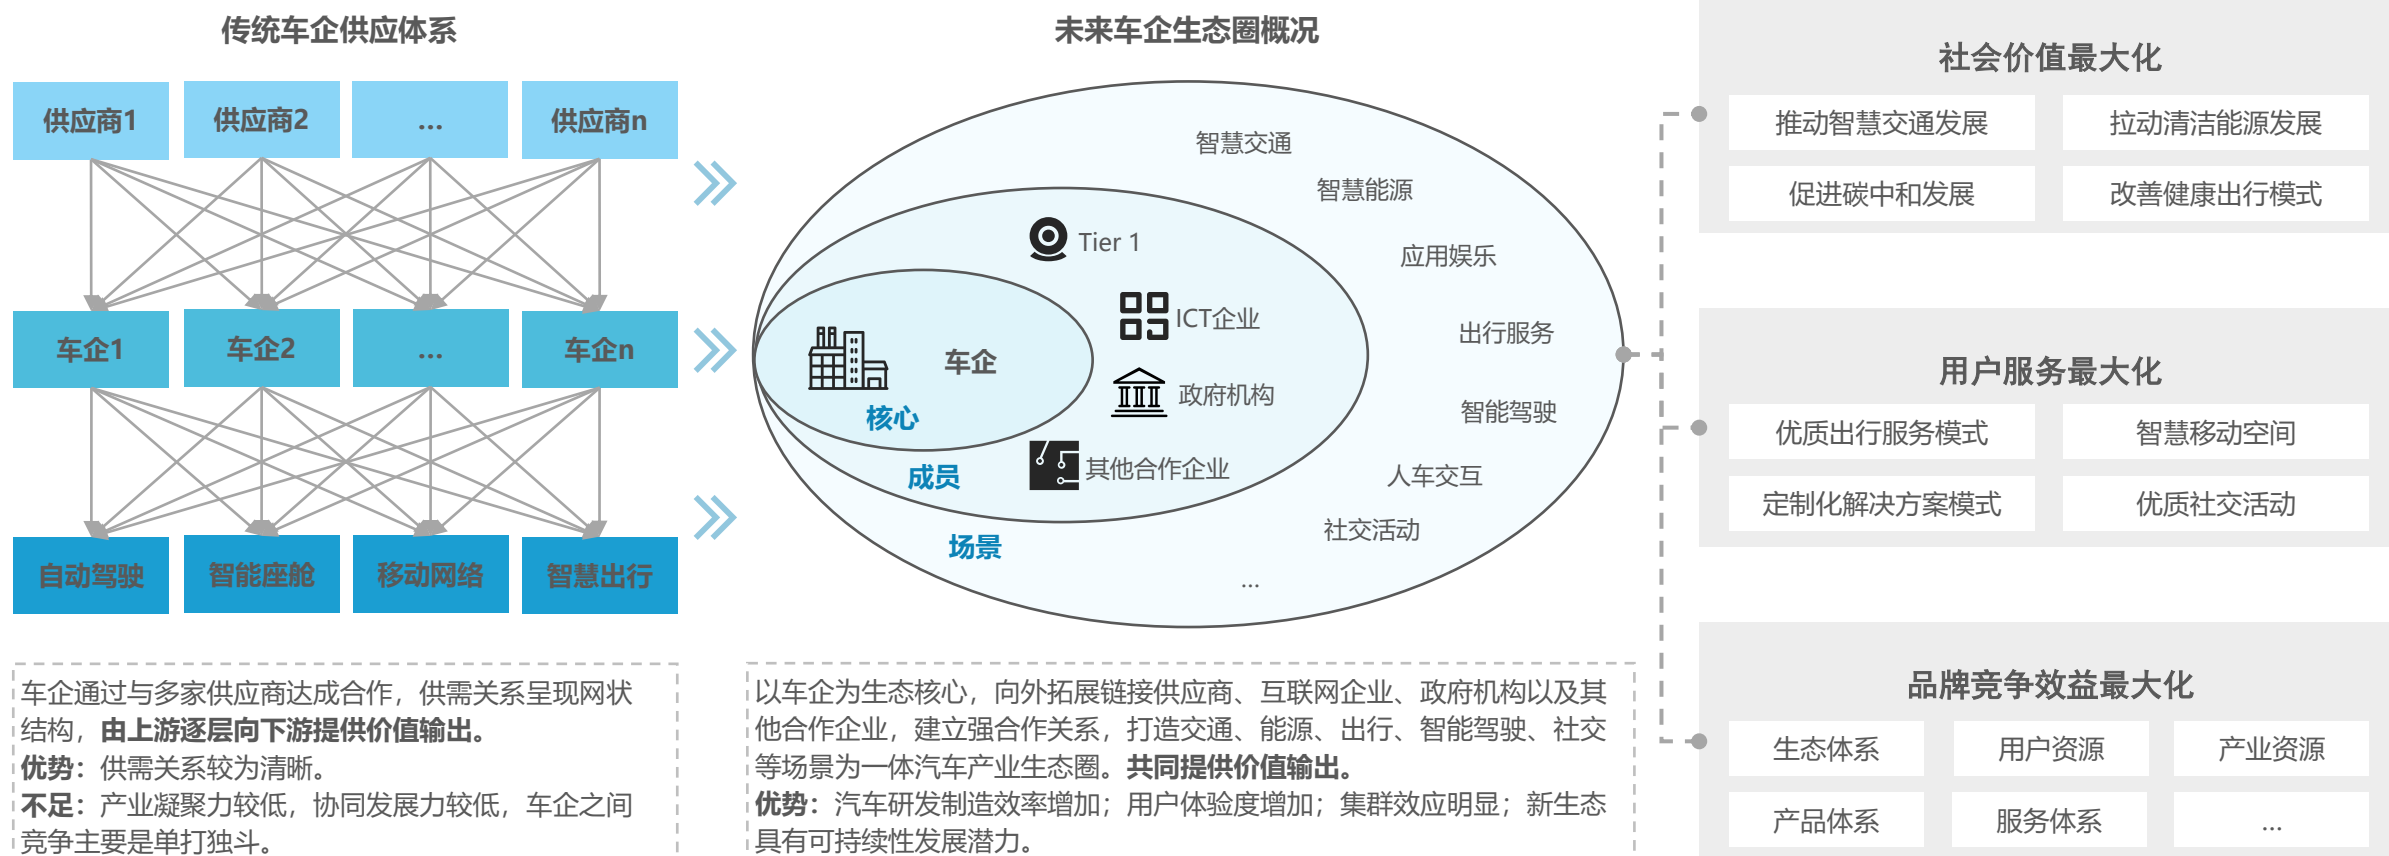 传统车企供应体系
供应商1
供应商2
...
供应商n
车企1
车企2
...
车企n
自动驾驶
智能座舱
移动网络
智慧出行
车企通过与多家供应商达成合作，供需关系呈现网状
结构，由上游逐层向下游提供价值输出。
优势：供需关系较为清晰。
不足：产业凝聚力较低，协同发展力较低，车企之间
竞争主要是单打独斗。
未来车企生态圈概况
智慧交通
智慧能源
应用娱乐
出行服务
智能驾驶
人车交互
社交活动
...
Tier 1
ICT企业
政府机构
其他合作企业
车企
核心
成员
场景
以车企为生态核心，向外拓展链接供应商、互联网企业、政府机构以及其
他合作企业，建立强合作关系，打造交通、能源、出行、智能驾驶、社交
等场景为一体汽车产业生态圈。共同提供价值输出。
优势：汽车研发制造效率增加；用户体验度增加；集群效应明显；新生态
具有可持续性发展潜力。
社会价值最大化
推动智慧交通发展
拉动清洁能源发展
促进碳中和发展
改善健康出行模式
用户服务最大化
优质出行服务模式
智慧移动空间
定制化解决方案模式
优质社交活动
品牌竞争效益最大化
生态体系
用户资源
产业资源
产品体系
服务体系
...